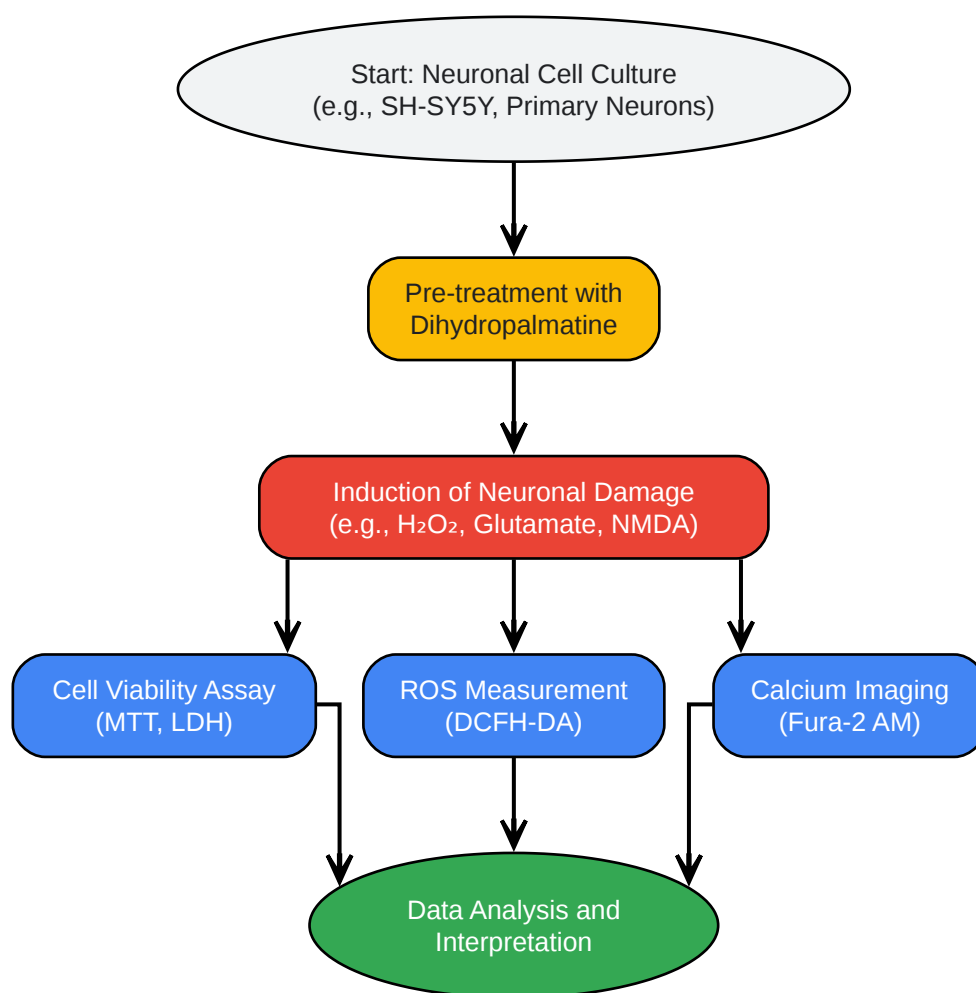 Start: Neuronal Cell Culture
(e.g., SH-SY5Y, Primary Neurons)
Pre-treatment with
Dihydropalmatine
Induction of Neuronal Damage
(e.g., H₂O₂, Glutamate, NMDA)
Cell Viability Assay
(MTT, LDH)
ROS Measurement
(DCFH-DA)
Calcium Imaging
(Fura-2 AM)
Data Analysis and
Interpretation